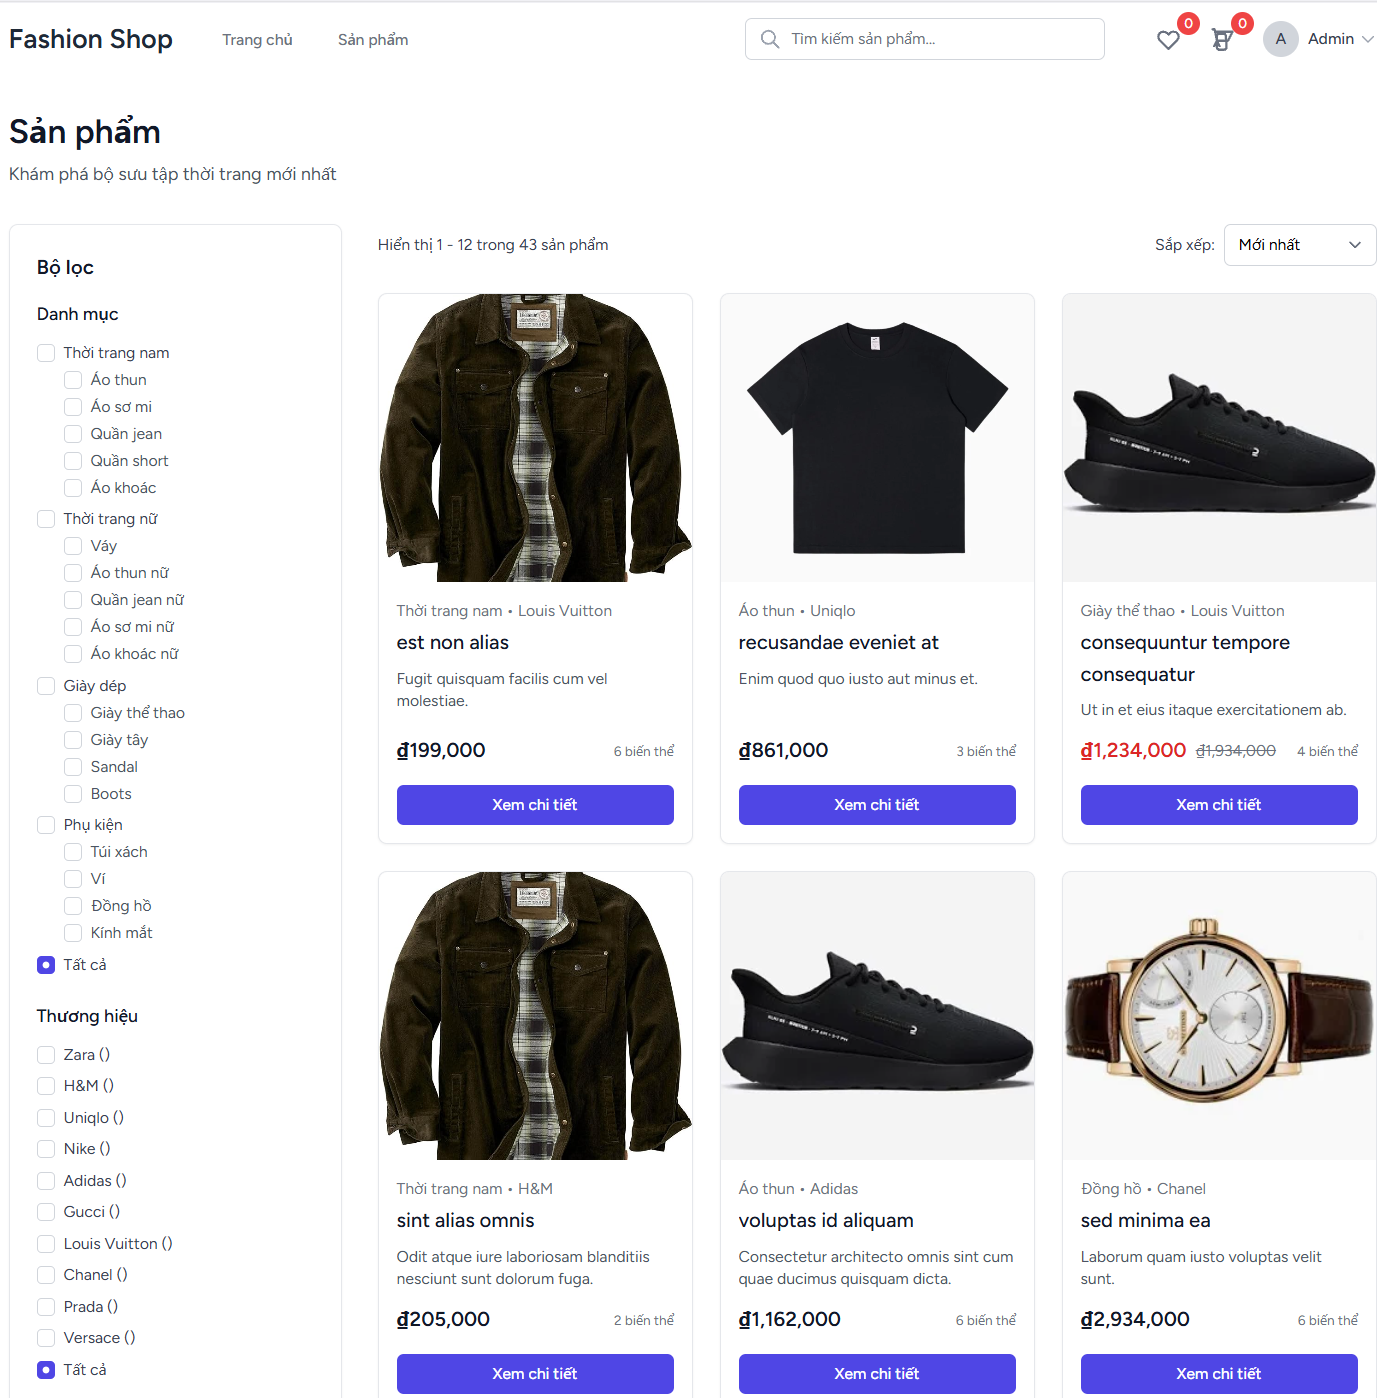 Fashion Shop
Trang chủ
Sản phẩm
Tìm kiếm sản phẩm...
0
0
A
Admin
Sản phẩm
Khám phá bộ sưu tập thời trang mới nhất
Bộ lọc
Danh mục
Thời trang nam
Áo thun
Áo sơ mi
Quần jean
Quần short
Áo khoác
Thời trang nữ
Váy
Áo thun nữ
Quần jean nữ
Áo sơ mi nữ
Áo khoác nữ
Giày dép
Giày thể thao
Giày tây
Sandal
Boots
Phụ kiện
Túi xách
Ví
Đồng hồ
Kính mắt
Tất cả
Thương hiệu
Zara ()
H&M ()
Uniqlo ()
Nike ()
Adidas ()
Gucci ()
Louis Vuitton ()
Chanel ()
Prada ()
Versace ()
Tất cả
Hiển thị 1 - 12 trong 43 sản phẩm
Sắp xếp:
Mới nhất
Thời trang nam • Louis Vuitton
est non alias
Fugit quisquam facilis cum vel
molestiae.
₫199,000
6 biến thể
Xem chi tiết
Áo thun • Uniqlo
recusandae eveniet at
Enim quod quo iusto aut minus et.
₫861,000
3 biến thể
Xem chi tiết
Giày thể thao • Louis Vuitton
consequuntur tempore
consequatur
Ut in et eius itaque exercitationem ab.
₫1,234,000
₫1,934,000
4 biến thể
Xem chi tiết
Thời trang nam • H&M
sint alias omnis
Odit atque iure laboriosam blanditiis
nesciunt sunt dolorum fuga.
₫205,000
2 biến thể
Xem chi tiết
Áo thun • Adidas
voluptas id aliquam
Consectetur architecto omnis sint cum
quae ducimus quisquam dicta.
₫1,162,000
6 biến thể
Xem chi tiết
Đồng hồ • Chanel
sed minima ea
Laborum quam iusto voluptas velit
sunt.
₫2,934,000
6 biến thể
Xem chi tiết